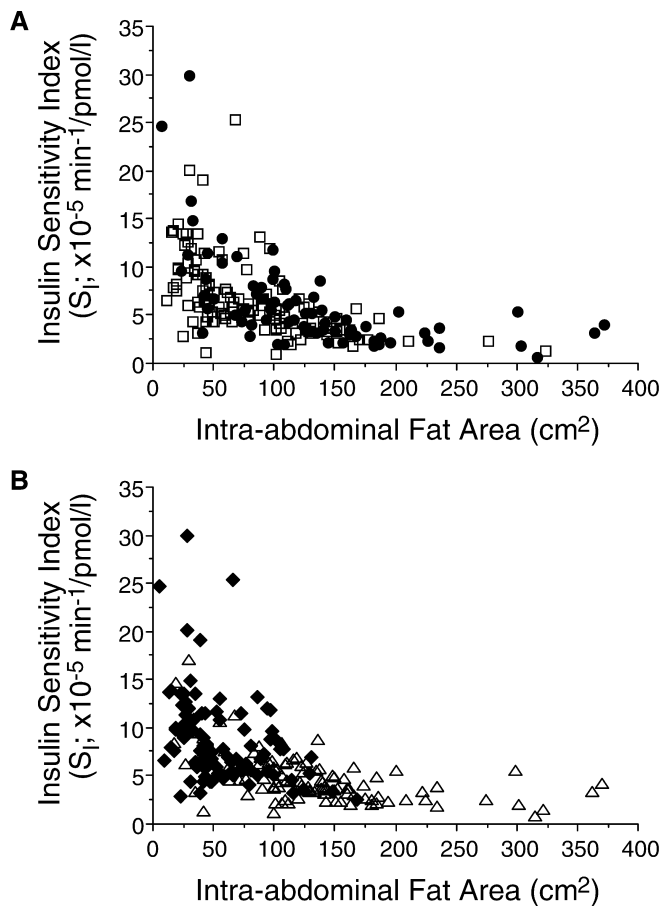 A
Insulin Sensitivity Index
(SI; x10-5 min-1/pmol/l)
35
30
25
20
15
10
5
0
0 50 100 150 200 250 300 350 400
Intra-abdominal Fat Area (cm2)
B
Insulin Sensitivity Index
(SI; x10-5 min-1/pmol/l)
35
30
25
20
15
10
5
0
0 50 100 150 200 250 300 350 400
Intra-abdominal Fat Area (cm2)